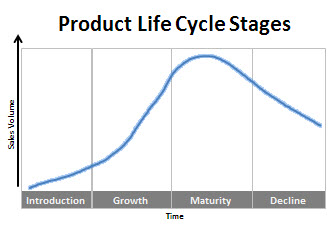 Product Life Cycle Stages
Sales Volume
Introduction Growth Maturity Decline
Time